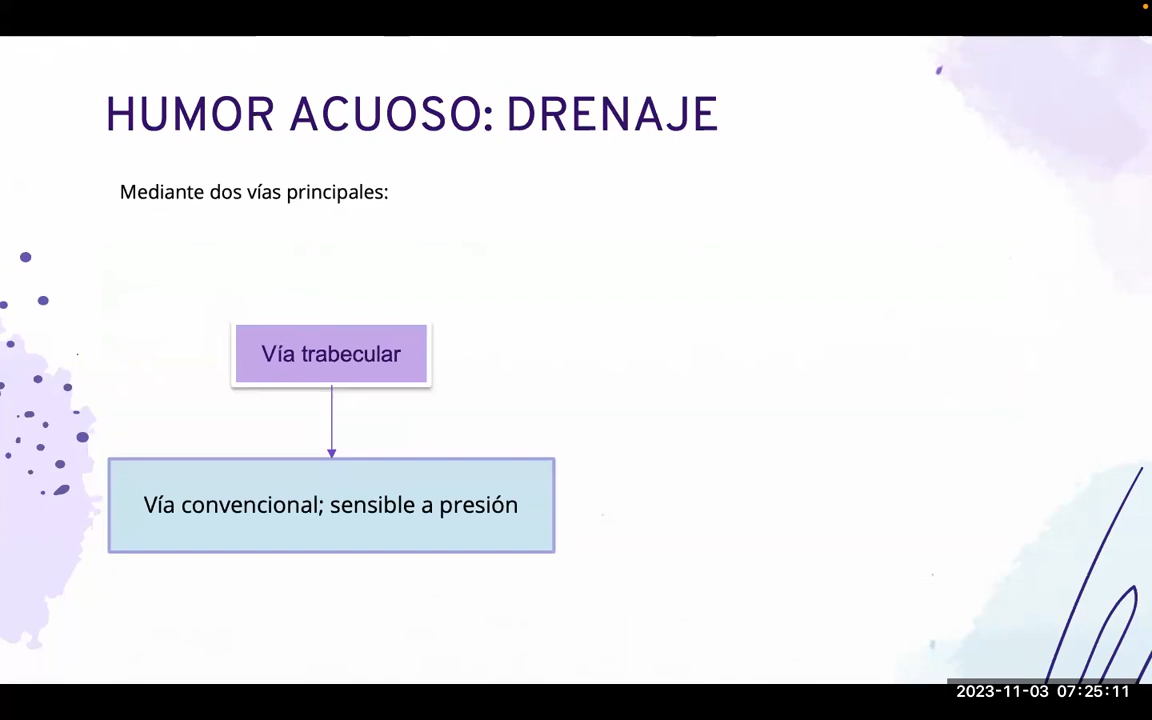 HUMOR ACUOSO: DRENAJE
Mediante dos vías principales:
Vía trabecular
Vía convencional; sensible a presión
2023-11-03 07:25:11